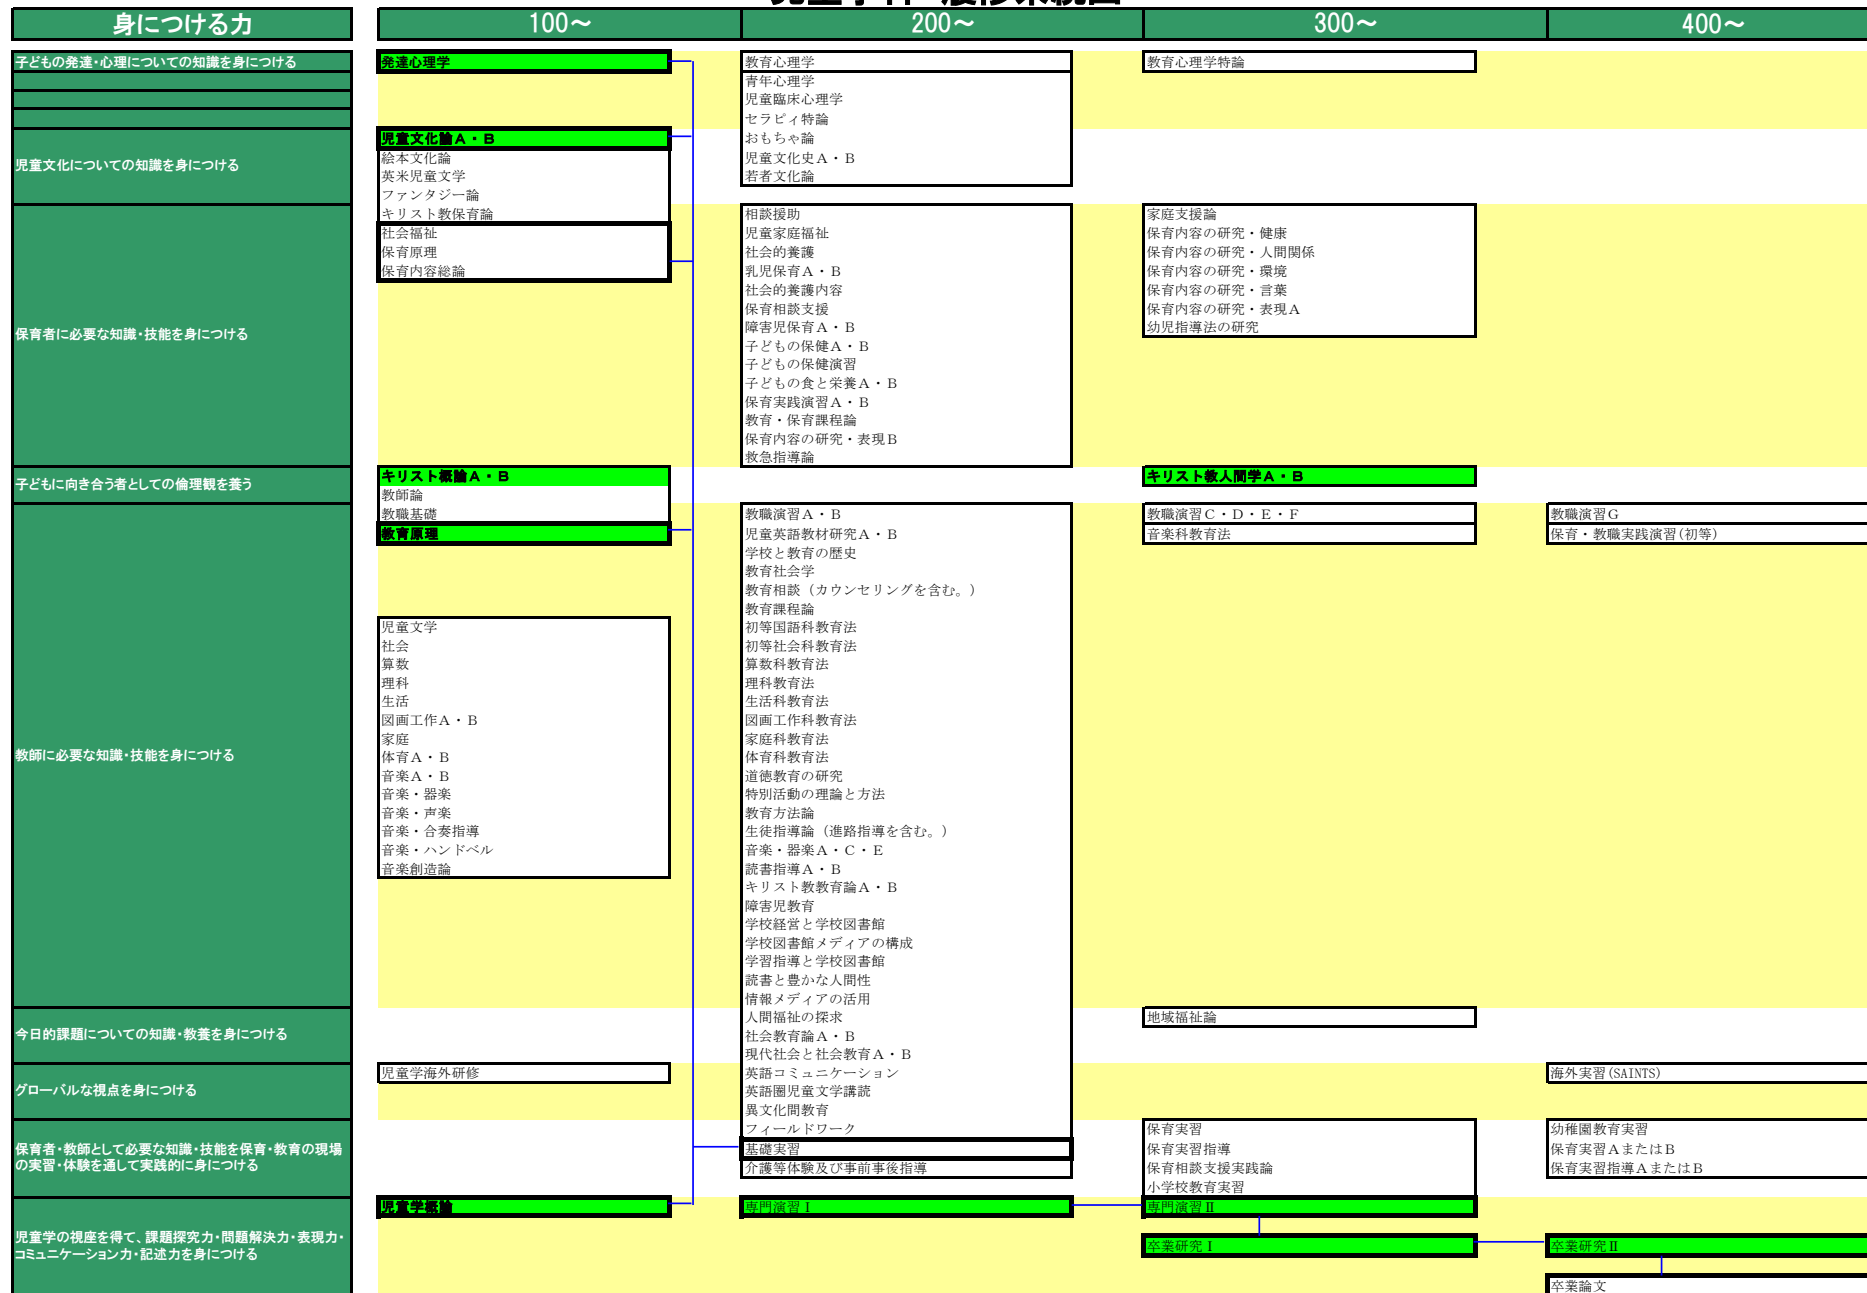 身につける力
100～
200～
300～
400～
子どもの発達・心理についての知識を身につける
発達心理学
教育心理学
教育心理学特論
青年心理学
児童臨床心理学
セラピィ特論
児童文化についての知識を身につける
児童文化論Ａ・Ｂ
絵本文化論
英米児童文学
ファンタジー論
おもちゃ論
児童文化史Ａ・Ｂ
若者文化論
保育者に必要な知識・技能を身につける
キリスト教保育論
社会福祉
保育原理
保育内容総論
相談援助
児童家庭福祉
社会的養護
乳児保育Ａ・Ｂ
社会的養護内容
保育相談支援
障害児保育Ａ・Ｂ
子どもの保健Ａ・Ｂ
子どもの保健演習
子どもの食と栄養Ａ・Ｂ
保育実践演習Ａ・Ｂ
教育・保育課程論
保育内容の研究・表現Ｂ
救急指導論
家庭支援論
保育内容の研究・健康
保育内容の研究・人間関係
保育内容の研究・環境
保育内容の研究・言葉
保育内容の研究・表現Ａ
幼児指導法の研究
子どもに向き合う者としての倫理観を養う
キリスト概論Ａ・Ｂ
教師論
キリスト教人間学Ａ・Ｂ
教師に必要な知識・技能を身につける
教職基礎
教育原理
児童文学
社会
算数
理科
生活
図画工作Ａ・Ｂ
家庭
体育Ａ・Ｂ
音楽Ａ・Ｂ
音楽・器楽
音楽・声楽
音楽・合奏指導
音楽・ハンドベル
音楽創造論
教職演習Ａ・Ｂ
児童英語教材研究Ａ・Ｂ
学校と教育の歴史
教育社会学
教育相談（カウンセリングを含む。）
教育課程論
初等国語科教育法
初等社会科教育法
算数科教育法
理科教育法
生活科教育法
図画工作科教育法
家庭科教育法
体育科教育法
道徳教育の研究
特別活動の理論と方法
教育方法論
生徒指導論（進路指導を含む。）
音楽・器楽Ａ・Ｃ・Ｅ
読書指導Ａ・Ｂ
キリスト教教育論Ａ・Ｂ
障害児教育
学校経営と学校図書館
学校図書館メディアの構成
学習指導と学校図書館
読書と豊かな人間性
情報メディアの活用
教職演習Ｃ・Ｄ・Ｅ・Ｆ
音楽科教育法
教職演習Ｇ
保育・教職実践演習(初等)
今日的課題についての知識・教養を身につける
人間福祉の探求
社会教育論Ａ・Ｂ
現代社会と社会教育Ａ・Ｂ
地域福祉論
グローバルな視点を身につける
児童学海外研修
英語コミュニケーション
英語圏児童文学講読
異文化間教育
海外実習(SAINTS)
保育者・教師として必要な知識・技能を保育・教育の現場
の実習・体験を通して実践的に身につける
フィールドワーク
基礎実習
介護等体験及び事前事後指導
保育実習
保育実習指導
保育相談支援実践論
小学校教育実習
幼稚園教育実習
保育実習ＡまたはＢ
保育実習指導ＡまたはＢ
児童学の視座を得て、課題探究力・問題解決力・表現力・
コミュニケーション力・記述力を身につける
児童学概論
専門演習Ⅰ
専門演習Ⅱ
卒業研究Ⅰ
卒業研究Ⅱ
卒業論文